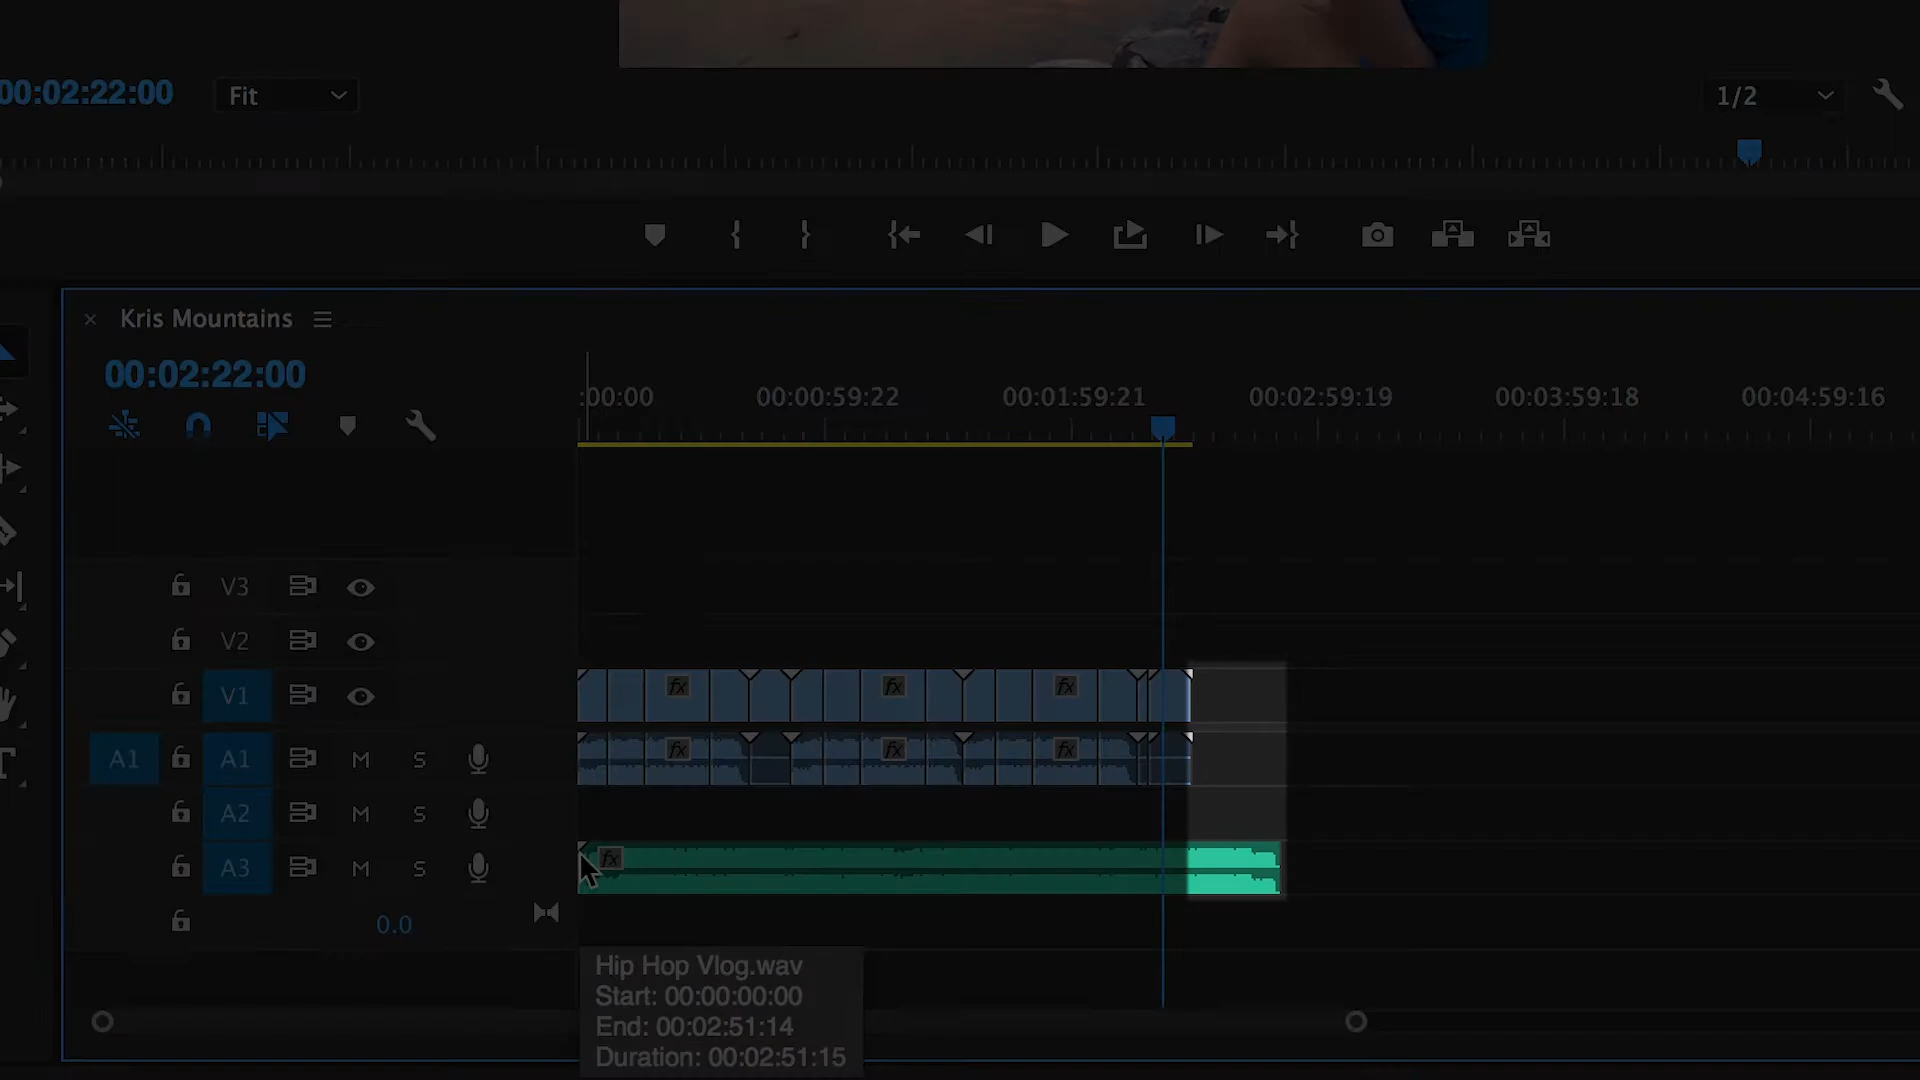 00:02:22:00
Fit
1/2
Kris Mountains
00:02:22:00
:00:00
00:00:59:22
00:01:59:21
00:02:59:19
00:03:59:18
00:04:59:16
V3
V2
V1
fx
fx
fx
A1
A1
M
S
fx
fx
fx
A2
M
S
A3
M
S
fx
0.0
Hip Hop Vlog.wav
Start: 00:00:00:00
End: 00:02:51:14
Duration: 00:02:51:15